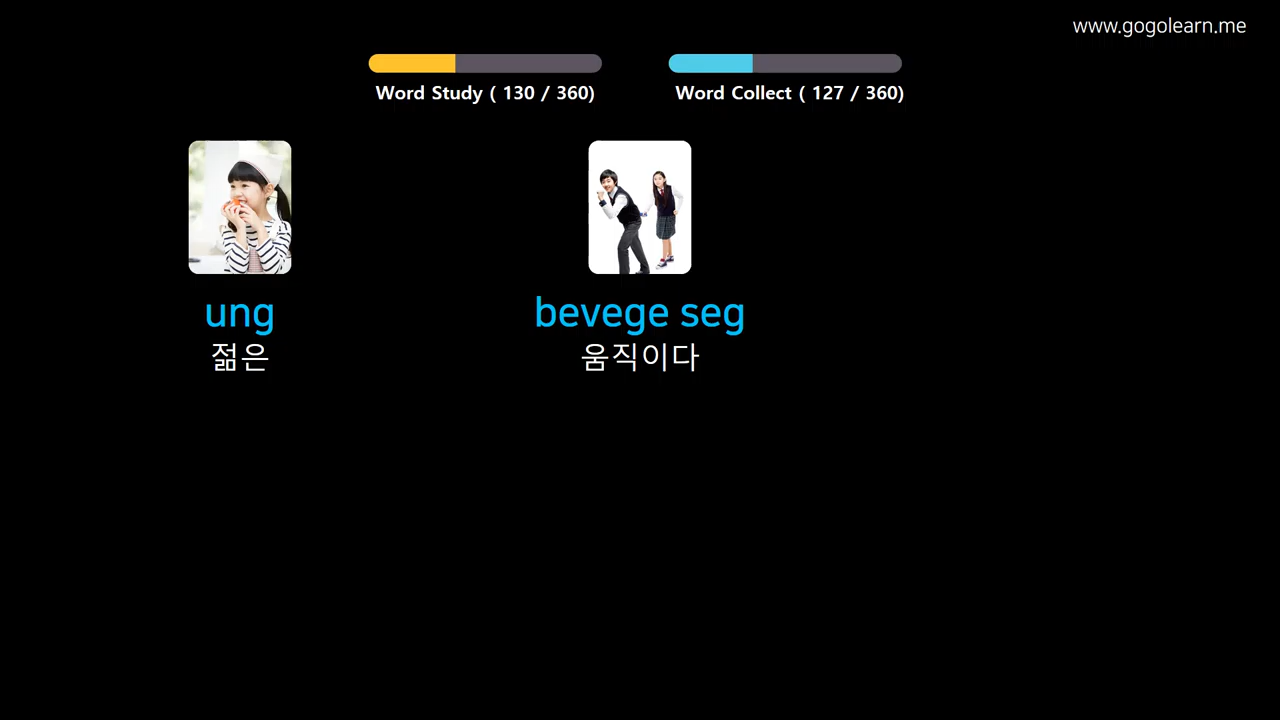 www.gogolearn.me
Word Study ( 130 / 360)
Word Collect ( 127 / 360)
ung
bevege seg
젊은
움직이다